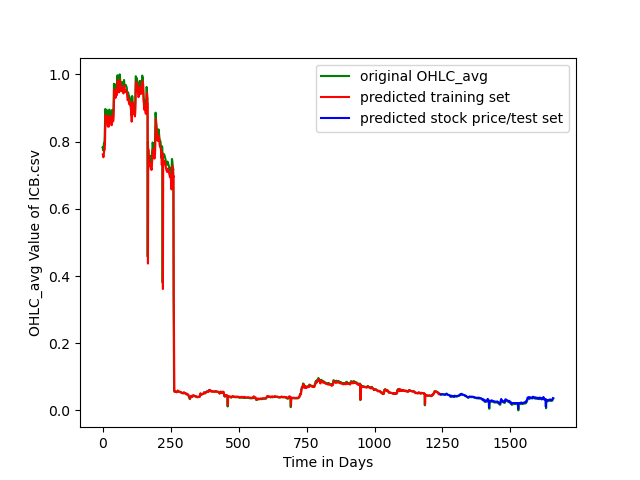 original OHLC_avg
predicted training set
predicted stock price/test set
OHLC_avg Value of ICB.csv
1.0
0.8
0.6
0.4
0.2
0.0
0 250 500 750 1000 1250 1500
Time in Days